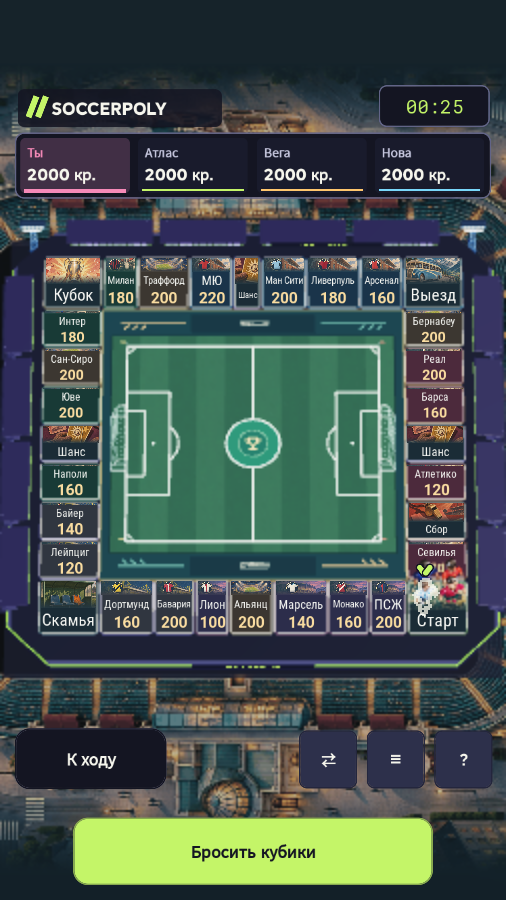 SOCCERPOLY
00:25
Ты
2000 кр.
Атлас
2000 кр.
Вега
2000 кр.
Нова
2000 кр.
Кубок
Милан
180
Траффорд
200
МЮ
220
Шанс
Ман Сити
200
Ливерпуль
180
Арсенал
160
Выезд
Интер
180
Бернабеу
200
Сан-Сиро
200
Реал
200
Юве
200
Барса
160
Шанс
Шанс
Наполи
160
Атлетико
120
Байер
140
Сбор
Лейпциг
120
Севилья
Скамья
Дортмунд
160
Бавария
200
Лион
100
Альянц
200
Марсель
140
Монако
160
ПСЖ
200
Старт
К ходу
?
Бросить кубики